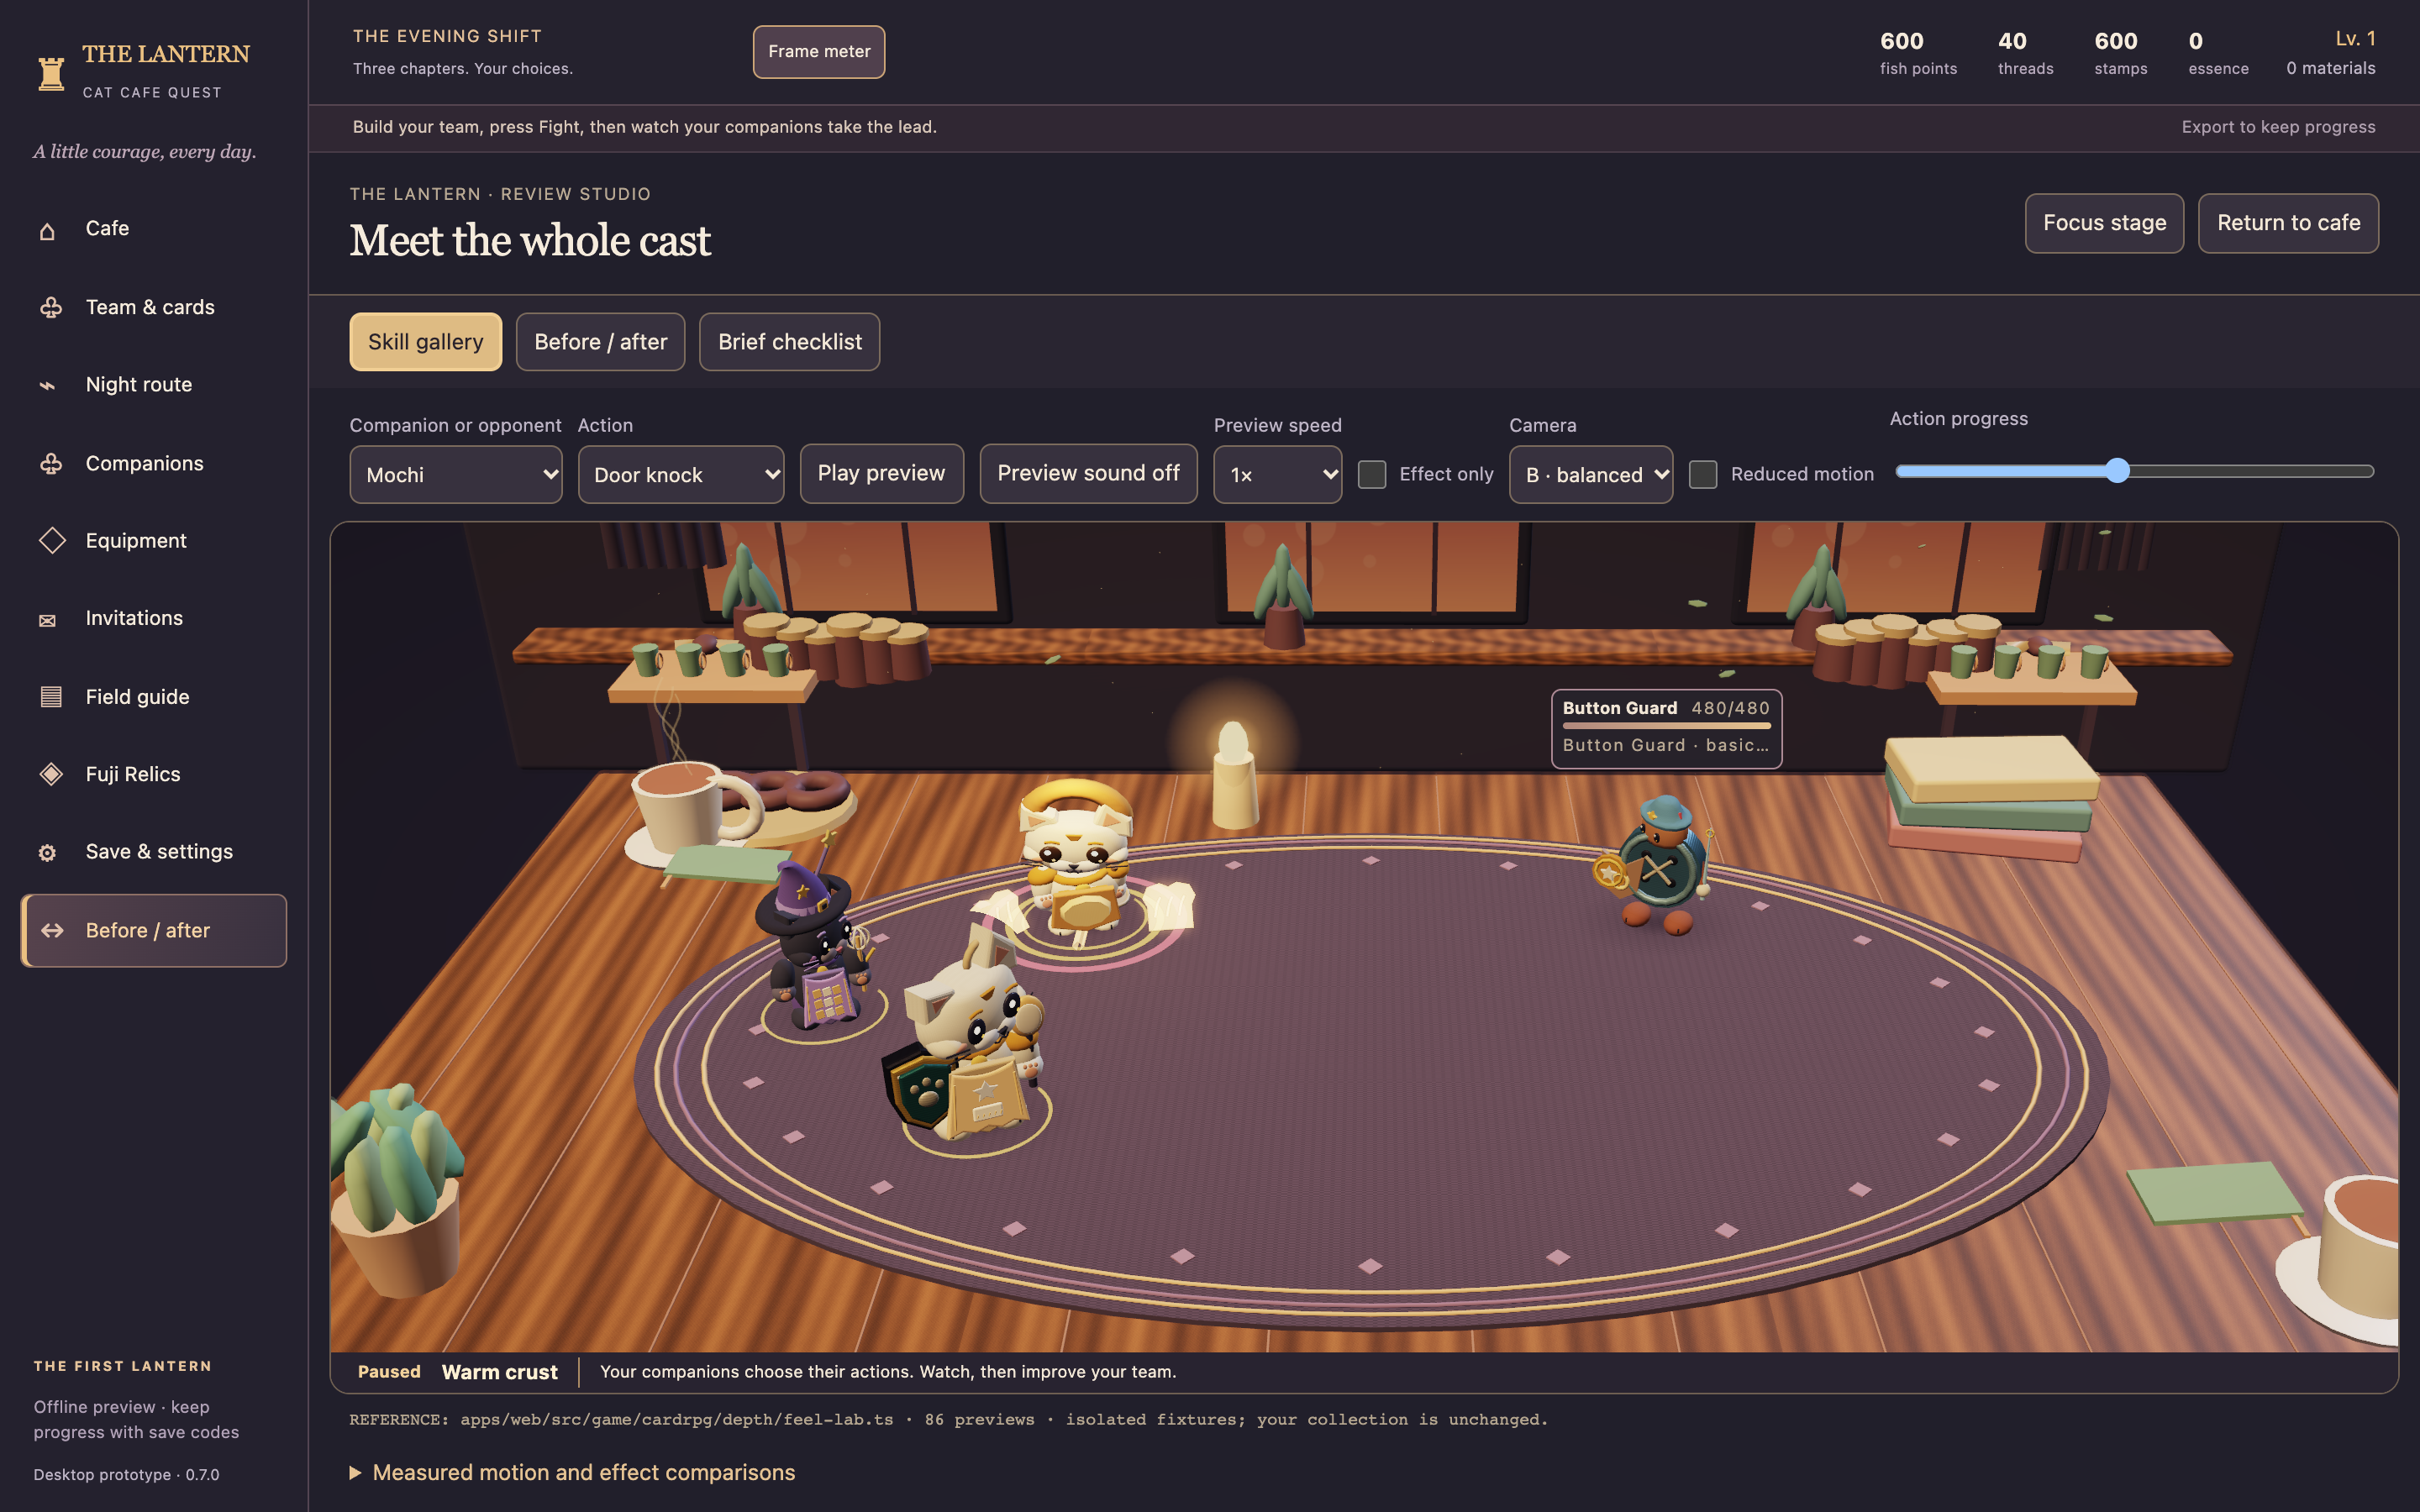 THE LANTERN
CAT CAFE QUEST
A little courage, every day.
Cafe
Team & cards
Night route
Companions
Equipment
Invitations
Field guide
Fuji Relics
Save & settings
Before / after
THE FIRST LANTERN
Offline preview · keep
progress with save codes
Desktop prototype · 0.7.0
THE EVENING SHIFT
Three chapters. Your choices.
Frame meter
600 fish points
40 threads
600 stamps
0 essence
Lv. 1
0 materials
Build your team, press Fight, then watch your companions take the lead.
Export to keep progress
THE LANTERN · REVIEW STUDIO
Meet the whole cast
Focus stage
Return to cafe
Skill gallery
Before / after
Brief checklist
Companion or opponent
Mochi
Action
Door knock
Play preview
Preview sound off
Preview speed
1×
Effect only
Camera
B · balanced
Reduced motion
Action progress
Button Guard 480/480
Button Guard · basic…
Paused Warm crust Your companions choose their actions. Watch, then improve your team.
REFERENCE: apps/web/src/game/cardrpg/depth/feel-lab.ts · 86 previews · isolated fixtures; your collection is unchanged.
Measured motion and effect comparisons